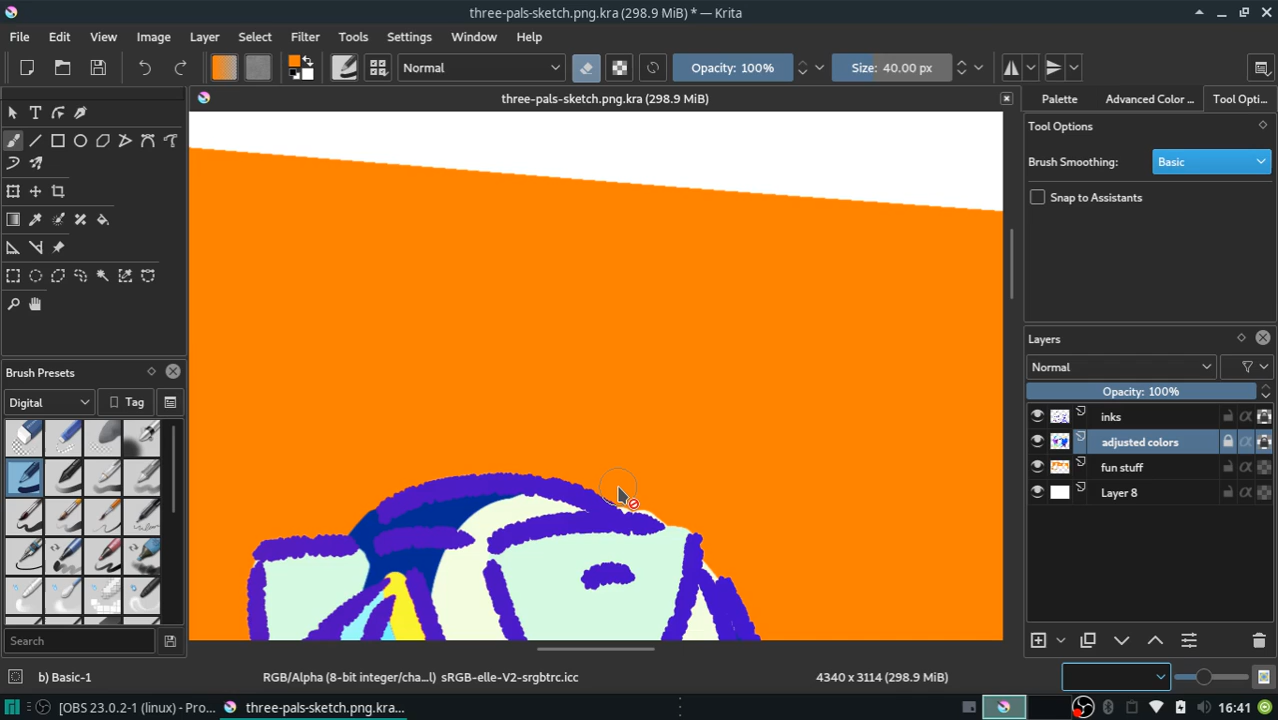 three-pals-sketch.png.kra (298.9 MiB) * — Krita
File Edit View Image Layer Select Filter Tools Settings Window Help
Normal Opacity: 100% Size: 40.00 px
three-pals-sketch.png.kra (298.9 MiB)
Palette Advanced Color ... Tool Opti...
Tool Options
Brush Smoothing: Basic
Snap to Assistants
Layers
Normal
Opacity: 100%
inks
adjusted colors
fun stuff
Layer 8
Brush Presets
Digital Tag
Search
b) Basic-1 RGB/Alpha (8-bit integer/cha...l) sRGB-elle-V2-srgbtrc.icc 4340 x 3114 (298.9 MiB)
[OBS 23.0.2-1 (linux) - Pro... three-pals-sketch.png.kra... 16:41